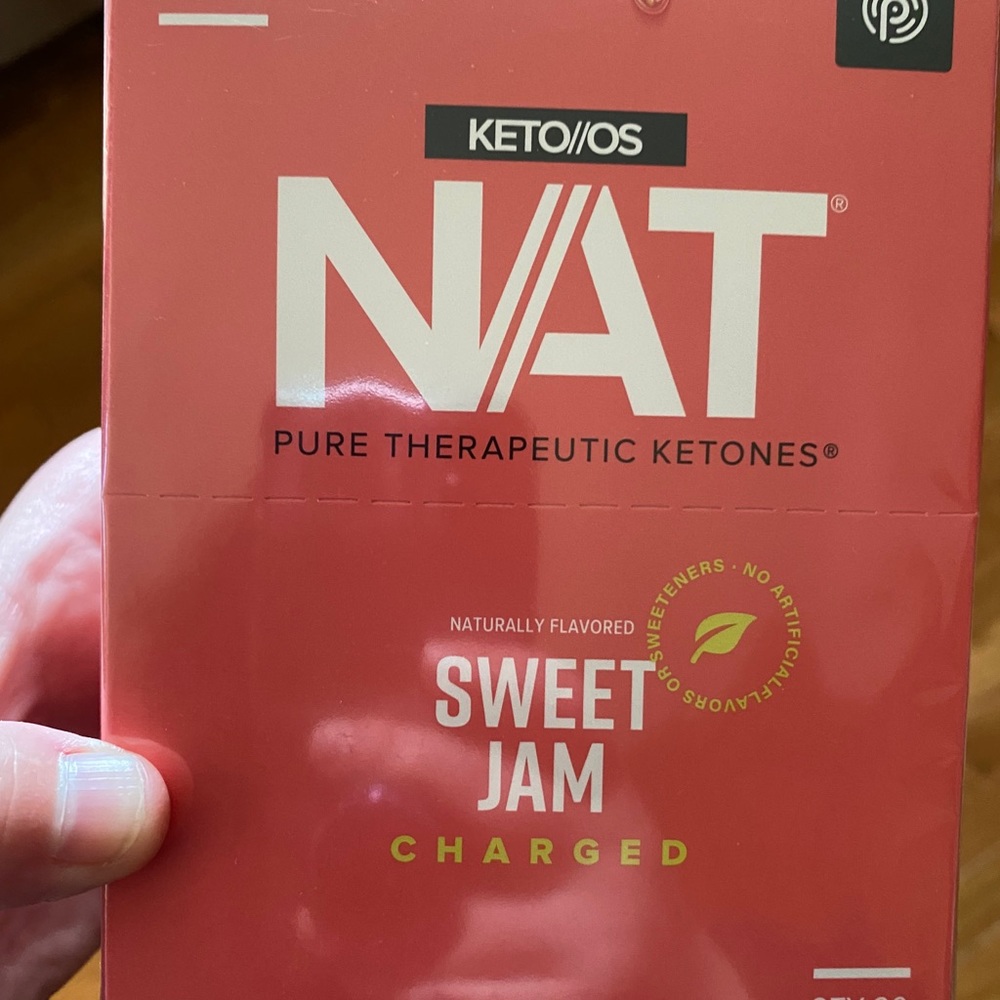 KETO//OS
NAT®
PURE THERAPEUTIC KETONES®
NO ARTIFICIAL FLAVORS OR SWEETENERS ·
NATURALLY FLAVORED
SWEET
JAM
CHARGED